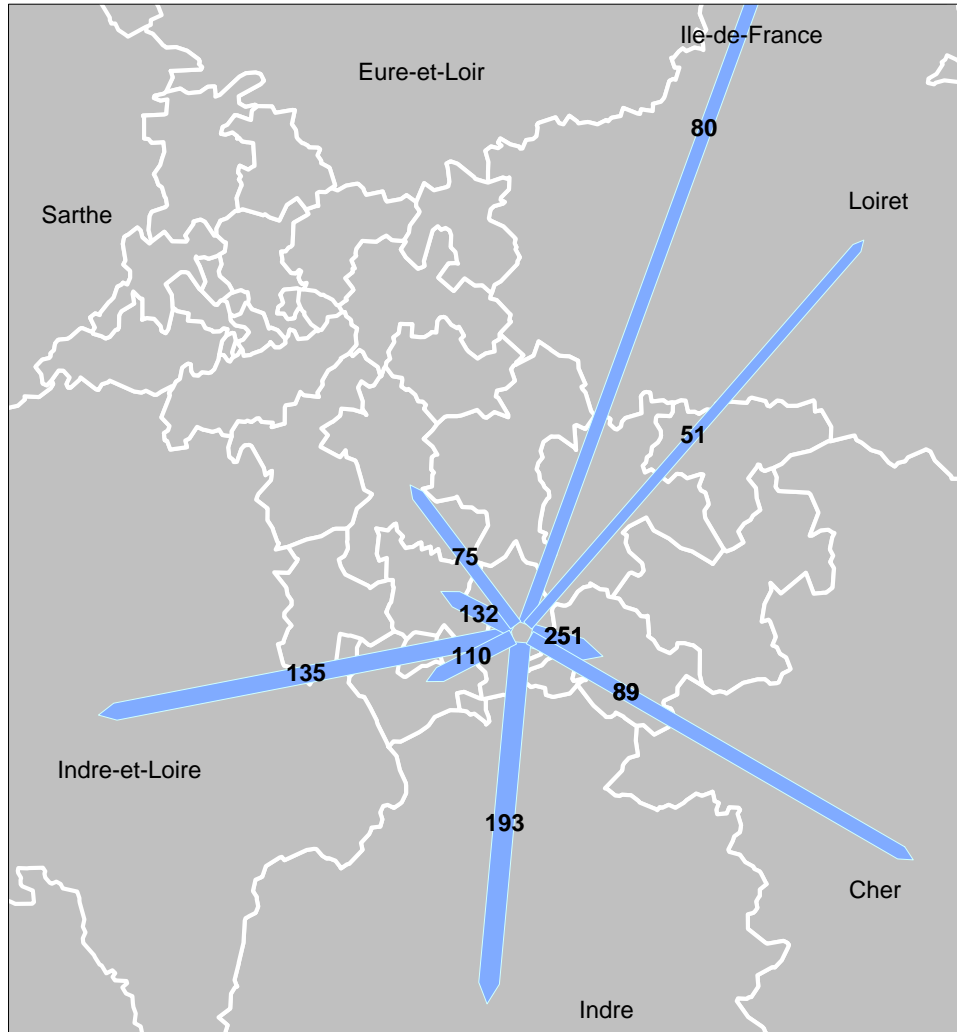 Ile-de-France
Eure-et-Loir
80
Loiret
Sarthe
51
75
132
251
110
135
89
Indre-et-Loire
193
Cher
Indre